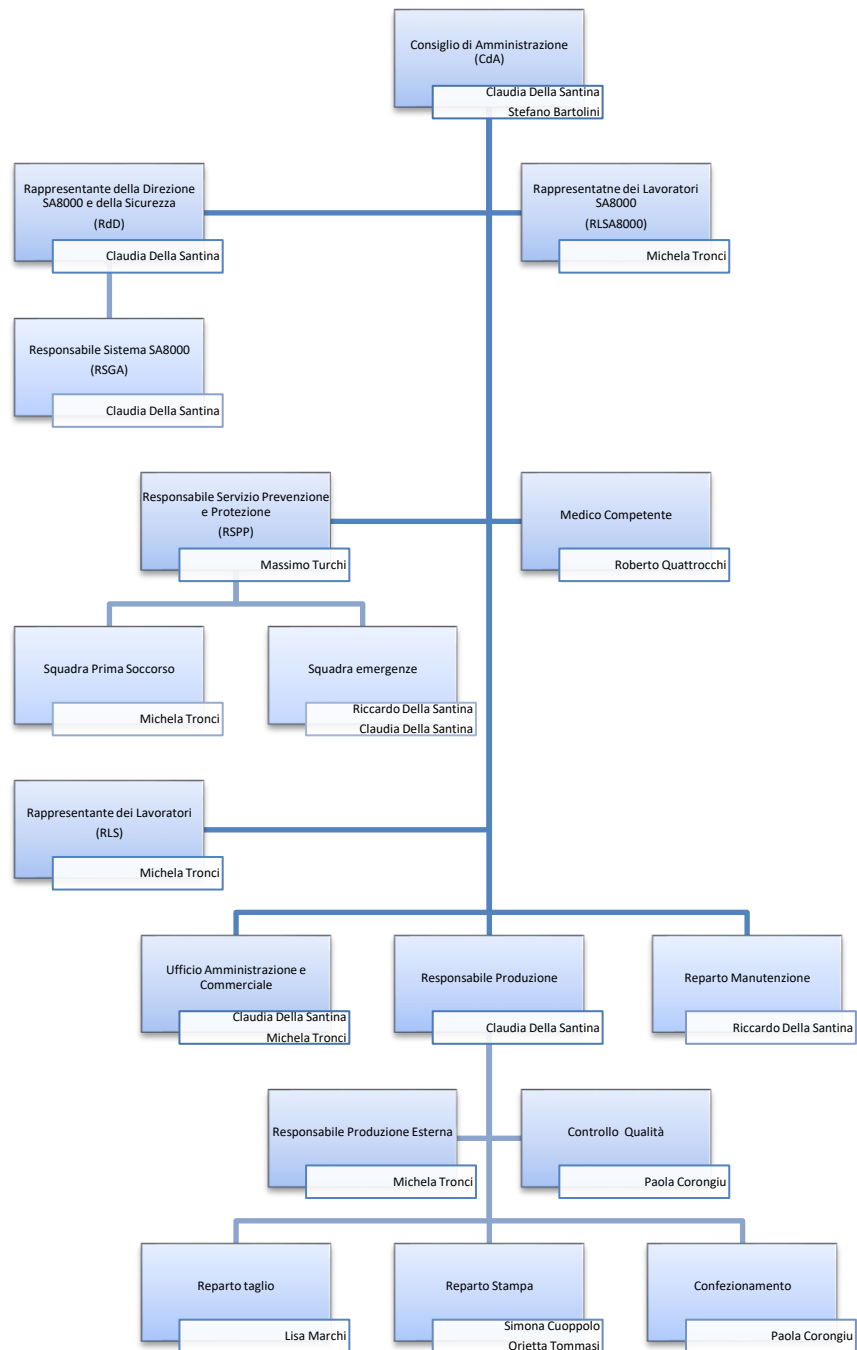 Consiglio di Amministrazione
(CdA)
Claudia Della Santina
Stefano Bartolini
Rappresentante della Direzione
SA8000 e della Sicurezza
(RdD)
Claudia Della Santina
Rappresentatne dei Lavoratori
SA8000
(RLSA8000)
Michela Tronci
Responsabile Sistema SA8000
(RSGA)
Claudia Della Santina
Responsabile Servizio Prevenzione
e Protezione
(RSPP)
Massimo Turchi
Medico Competente
Roberto Quattrocchi
Squadra Prima Soccorso
Michela Tronci
Squadra emergenze
Riccardo Della Santina
Claudia Della Santina
Rappresentante dei Lavoratori
(RLS)
Michela Tronci
Ufficio Amministrazione e
Commerciale
Claudia Della Santina
Michela Tronci
Responsabile Produzione
Claudia Della Santina
Reparto Manutenzione
Riccardo Della Santina
Responsabile Produzione Esterna
Michela Tronci
Controllo Qualità
Paola Corongiu
Reparto taglio
Lisa Marchi
Reparto Stampa
Simona Cuoppolo
Orietta Tommasi
Confezionamento
Paola Corongiu